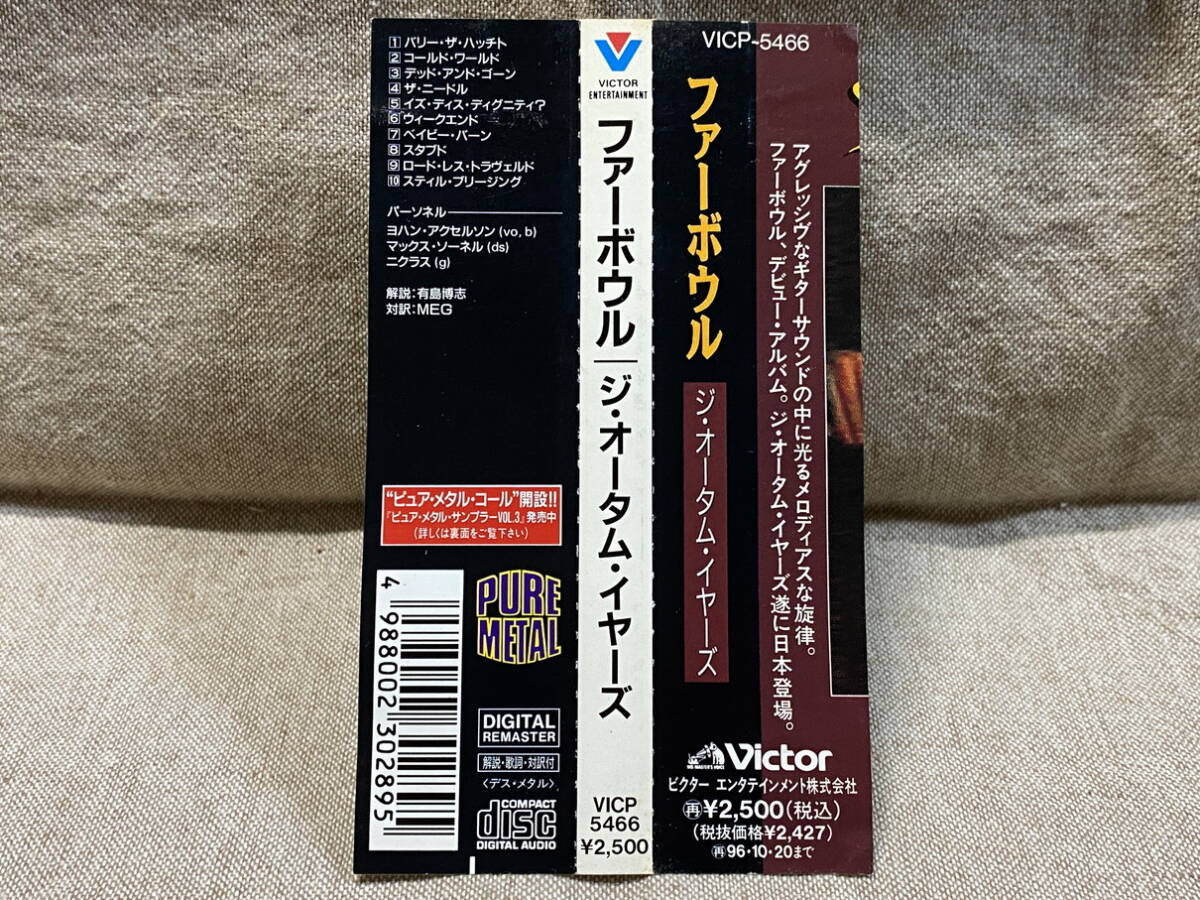 1 バリー・ザ・ハッチト
2 コールド・ワールド
3 デッド・アンド・ゴーン
4 ザ・ニードル
5 イズ・ディス・ディグニティ?
6 ウィークエンド
7 ベイビー・バーン
8 スタブド
9 ロード・レス・トラヴェルド
10 スティル・ブリージング
パーソネル
ヨハン・アクセルソン (vo, b)
マックス・ソーネル (ds)
ニクラス (g)
解説:有島博志
対訳:MEG
“ピュア・メタル・コール”開設!!
『ピュア・メタル・サンプラーVOL.3』発売中
(詳しくは裏面をご覧下さい)
4 988002 302895
PURE
METAL
DIGITAL
REMASTER
解説・歌詞・対訳付
〈デス・メタル〉
COMPACT
disc
DIGITAL AUDIO
VICTOR
ENTERTAINMENT
ファーボウル
ジ・オータム・イヤーズ
VICP
5466
¥2,500
VICP-5466
ファーボウル
ジ・オータム・イヤーズ
アグレッシヴなギターサウンドの中に光るメロディアスな旋律。
ファーボウル、デビュー・アルバム。ジ・オータム・イヤーズ遂に日本登場。
HIS MASTER'S VOICE
Victor
ビクター エンタテインメント株式会社
再¥2,500(税込)
(税抜価格¥2,427)
再96・10・20まで